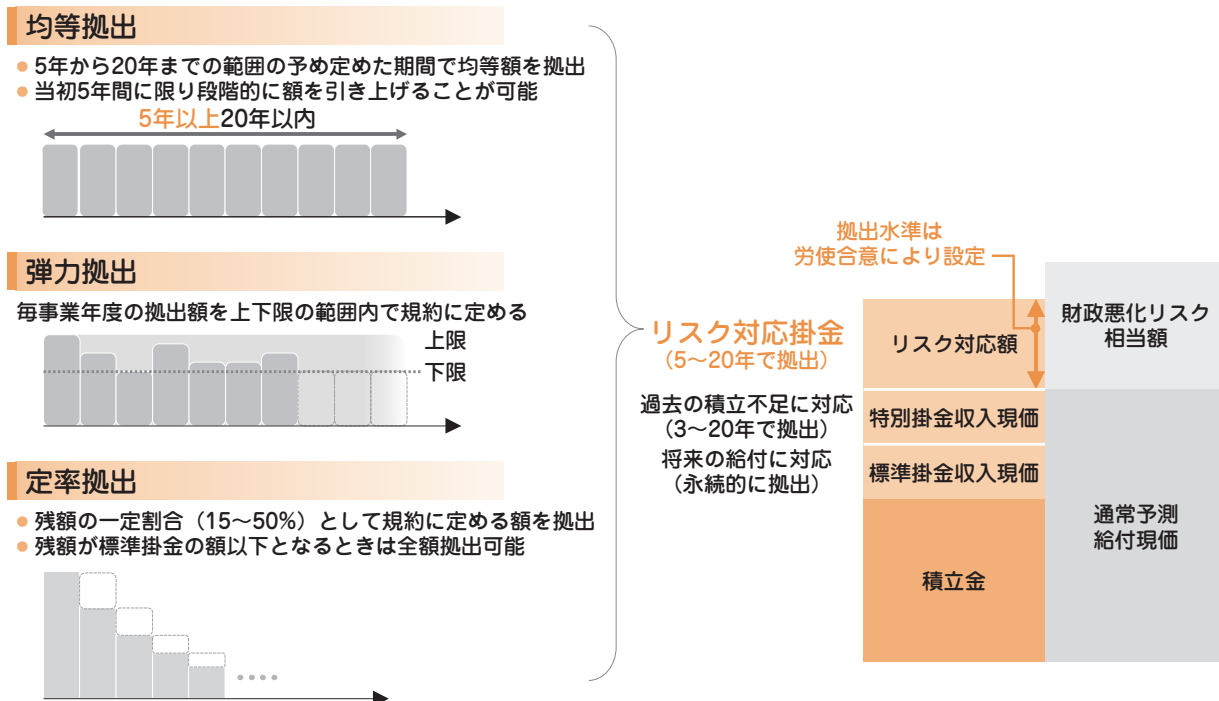 均等拠出
● 5年から20年までの範囲の予め定めた期間で均等額を拠出
● 当初5年間に限り段階的に額を引き上げることが可能
5年以上20年以内
弾力拠出
毎事業年度の拠出額を上下限の範囲内で規約に定める
上限
下限
定率拠出
● 残額の一定割合（15～50%）として規約に定める額を拠出
● 残額が標準掛金の額以下となるときは全額拠出可能
リスク対応掛金
（5～20年で拠出）
過去の積立不足に対応
（3～20年で拠出）
将来の給付に対応
（永続的に拠出）
拠出水準は
労使合意により設定
リスク対応額
特別掛金収入現価
標準掛金収入現価
積立金
財政悪化リスク
相当額
通常予測
給付現価